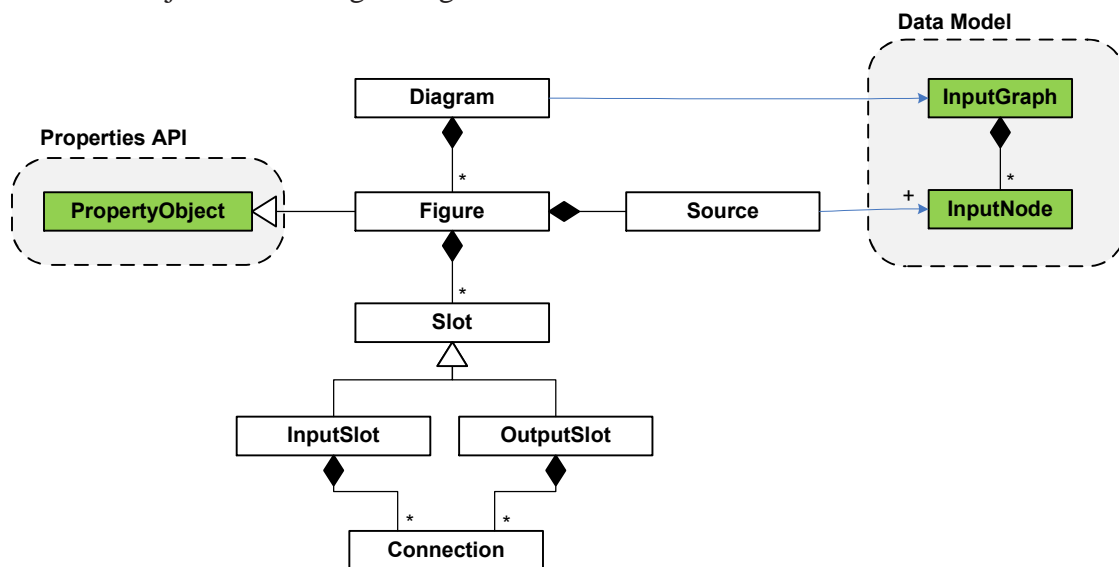 Data Model
Diagram
InputGraph
Properties API
*
*
+
PropertyObject
Figure
Source
InputNode
*
Slot
InputSlot
OutputSlot
*
*
Connection